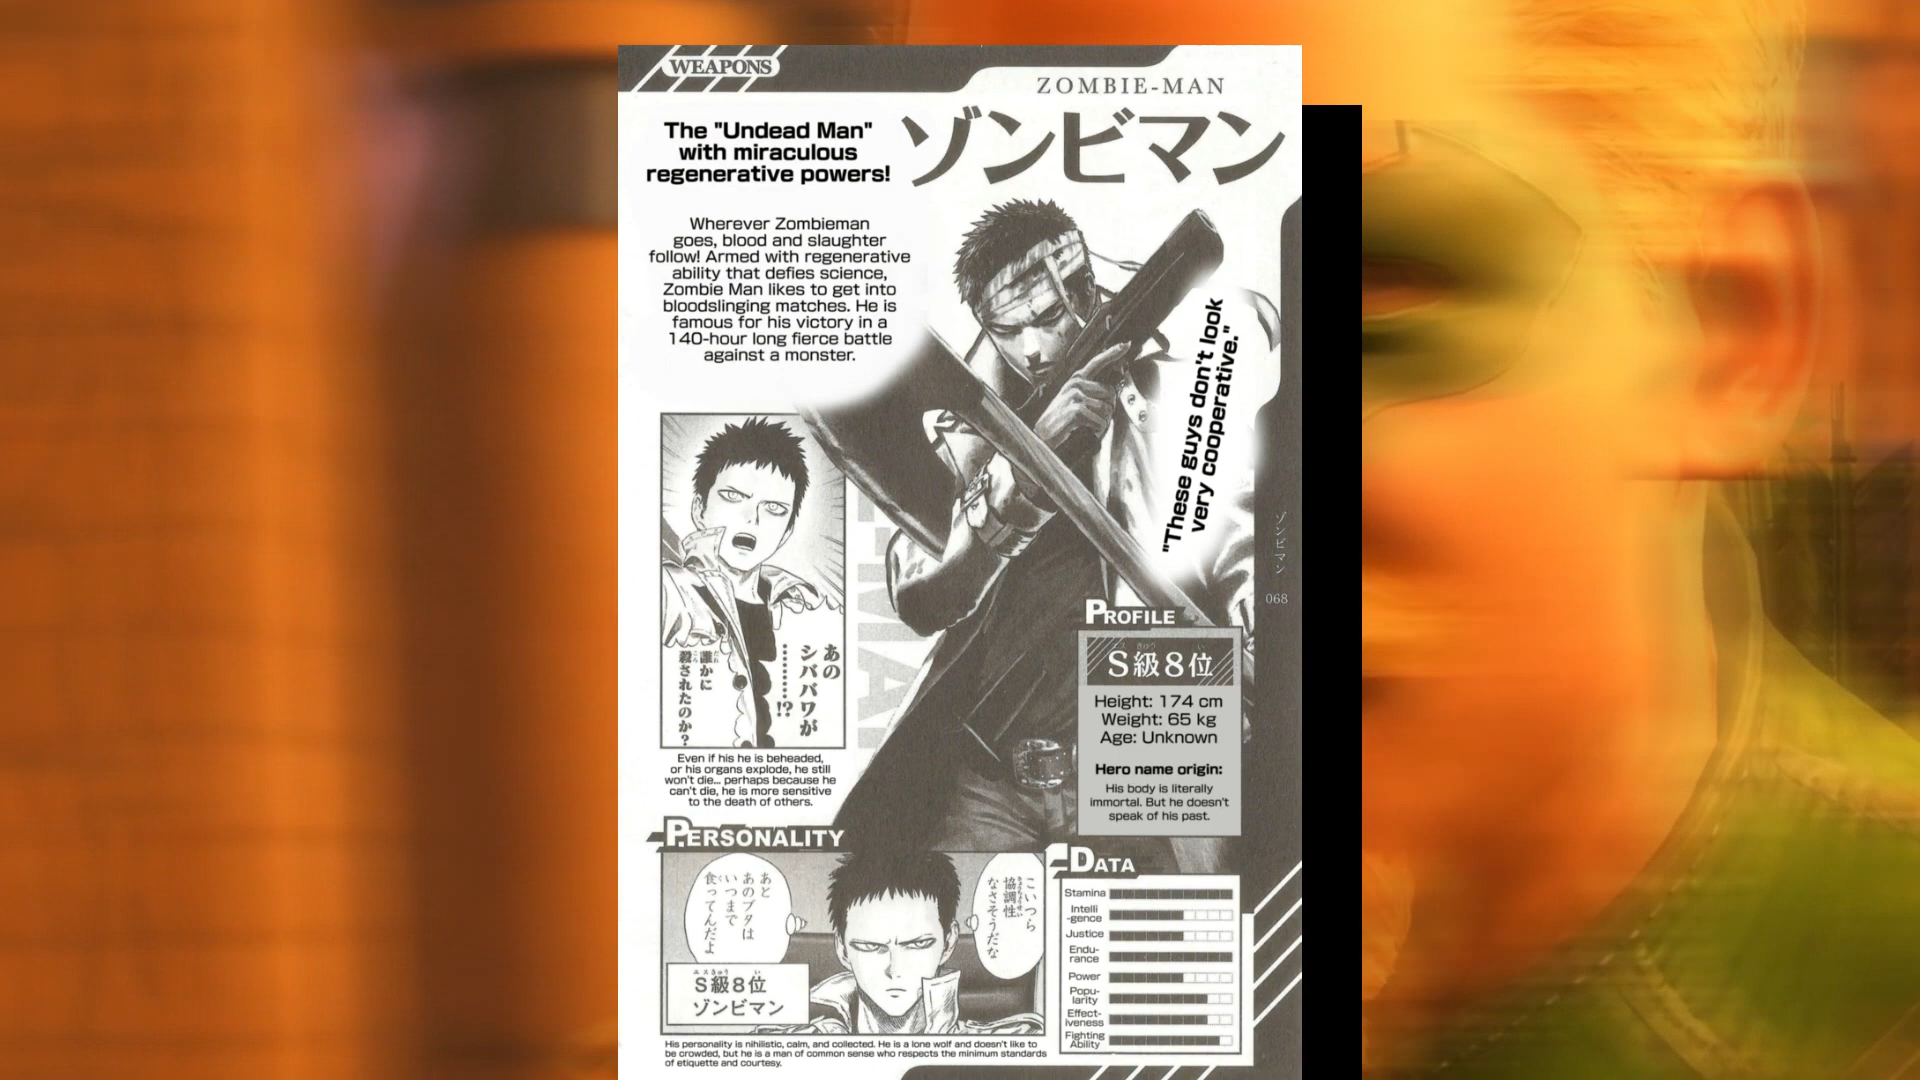 WEAPONS
ZOMBIE-MAN
ゾンビマン
The "Undead Man"
with miraculous
regenerative powers!
Wherever Zombieman
goes, blood and slaughter
follow! Armed with regenerative
ability that defies science,
Zombie Man likes to get into
bloodslinging matches. He is
famous for his victory in a
140-hour long fierce battle
against a monster.
"These guys don't look
very cooperative."
あの
シババワが
………!?
誰かに
殺されたのか?
Even if his he is beheaded,
or his organs explode, he still
won't die... perhaps because he
can't die, he is more sensitive
to the death of others.
ゾンビマン
068
PROFILE
S級8位
Height: 174 cm
Weight: 65 kg
Age: Unknown
Hero name origin:
His body is literally
immortal. But he doesn't
speak of his past.
PERSONALITY
こいつら
協調性
なさそうだな
あと
あのブタは
いつまで
食ってんだよ
S級8位
ゾンビマン
His personality is nihilistic, calm, and collected. He is a lone wolf and doesn't like to
be crowded, but he is a man of common sense who respects the minimum standards
of etiquette and courtesy.
DATA
Stamina
Intelli
-gence
Justice
Endu-
rance
Power
Popu-
larity
Effect-
iveness
Fighting
Ability